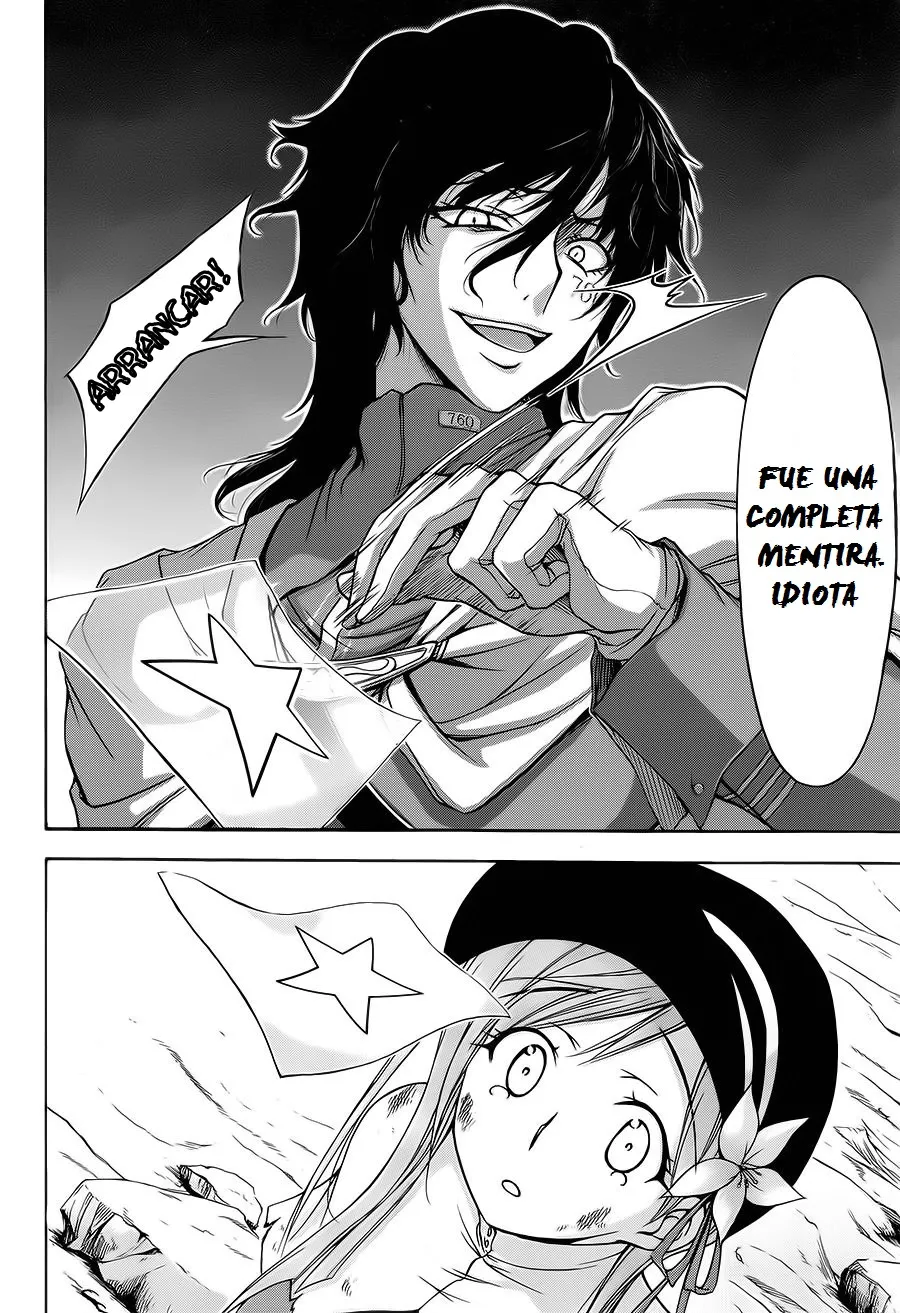 ARRANCAR!
760
FUE UNA
COMPLETA
MENTIRA.
IDIOTA